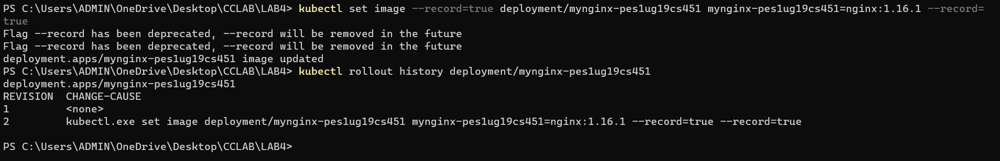 PS C:\Users\ADMIN\OneDrive\Desktop\CCLAB\LAB4> kubectl set image --record=true deployment/mynginx-pes1ug19cs451 mynginx-pes1ug19cs451=nginx:1.16.1 --record=
true
Flag --record has been deprecated, --record will be removed in the future
Flag --record has been deprecated, --record will be removed in the future
deployment.apps/mynginx-pes1ug19cs451 image updated
PS C:\Users\ADMIN\OneDrive\Desktop\CCLAB\LAB4> kubectl rollout history deployment/mynginx-pes1ug19cs451
deployment.apps/mynginx-pes1ug19cs451
REVISION  CHANGE-CAUSE
1         <none>
2         kubectl.exe set image deployment/mynginx-pes1ug19cs451 mynginx-pes1ug19cs451=nginx:1.16.1 --record=true --record=true
PS C:\Users\ADMIN\OneDrive\Desktop\CCLAB\LAB4>